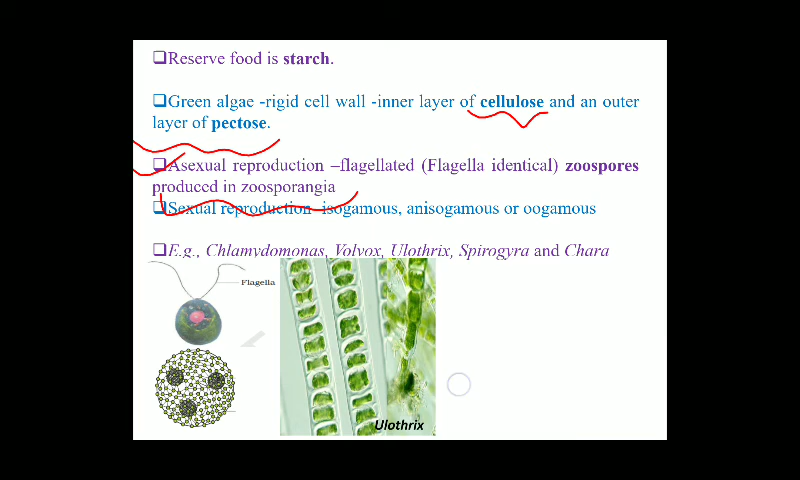 ❑Reserve food is starch.
❑Green algae -rigid cell wall -inner layer of cellulose and an outer
layer of pectose.
❑Asexual reproduction –flagellated (Flagella identical) zoospores
produced in zoosporangia
❑Sexual reproduction- isogamous, anisogamous or oogamous
❑E.g., Chlamydomonas, Volvox, Ulothrix, Spirogyra and Chara
Flagella
Ulothrix